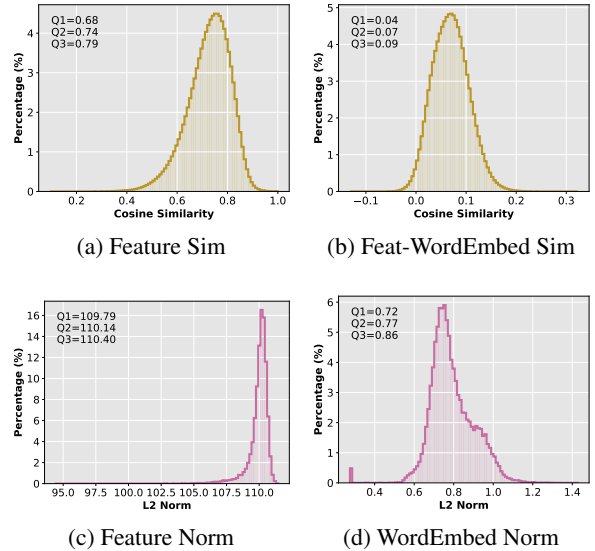 Q1=0.68
Q2=0.74
Q3=0.79
Percentage (%)
0
1
2
3
4
0.2 0.4 0.6 0.8 1.0
Cosine Similarity
(a) Feature Sim
Q1=0.04
Q2=0.07
Q3=0.09
Percentage (%)
0
1
2
3
4
5
−0.1 0.0 0.1 0.2 0.3
Cosine Similarity
(b) Feat-WordEmbed Sim
Q1=109.79
Q2=110.14
Q3=110.40
Percentage (%)
0
2
4
6
8
10
12
14
16
95.0 97.5 100.0 102.5 105.0 107.5 110.0
L2 Norm
(c) Feature Norm
Q1=0.72
Q2=0.77
Q3=0.86
Percentage (%)
0
1
2
3
4
5
6
0.4 0.6 0.8 1.0 1.2 1.4
L2 Norm
(d) WordEmbed Norm